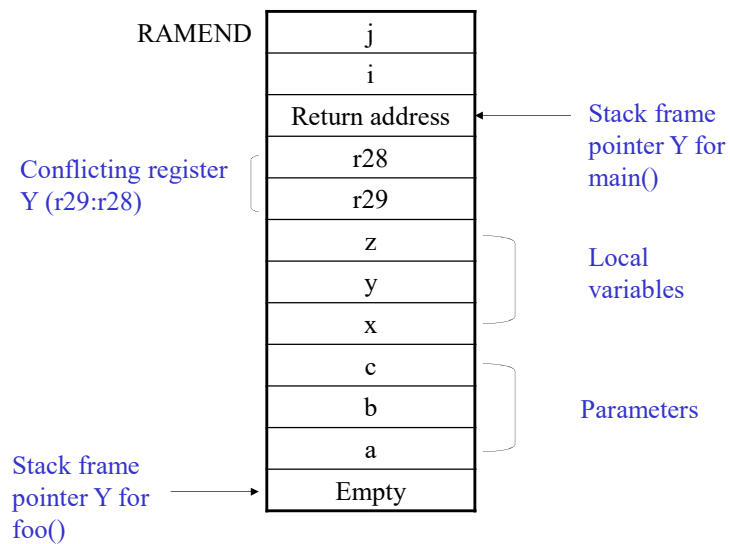 RAMEND
j
i
Return address
Stack frame
pointer Y for
main()
Conflicting register
Y (r29:r28)
r28
r29
z
y
x
Local
variables
c
b
a
Parameters
Stack frame
pointer Y for
foo()
Empty